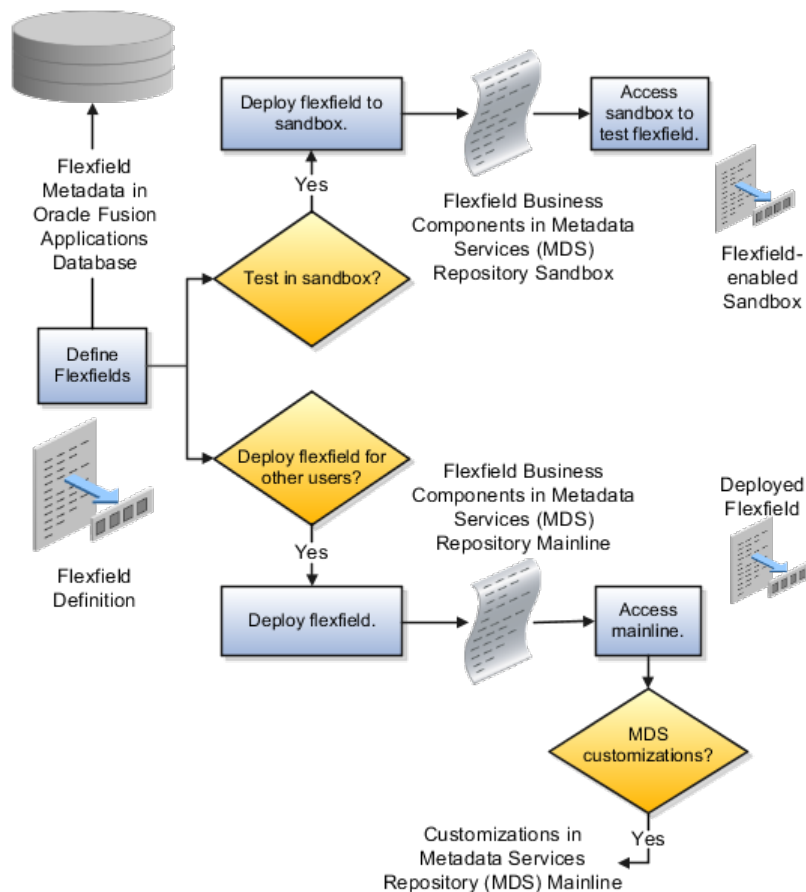 Deploy flexfield to
sandbox.
Access
sandbox to
test flexfield.
Flexfield
Metadata in
Oracle Fusion
Applications
Database
Yes
Flexfield Business
Components in Metadata
Services (MDS)
Repository Sandbox
Flexfield-
enabled
Sandbox
Test in sandbox?
Define
Flexfields
Deploy flexfield for
other users?
Flexfield Business
Components in Metadata
Services (MDS)
Repository Mainline
Deployed
Flexfield
Flexfield
Definition
Yes
Deploy flexfield.
Access
mainline.
MDS
customizations?
Yes
Customizations in
Metadata Services
Repository (MDS) Mainline